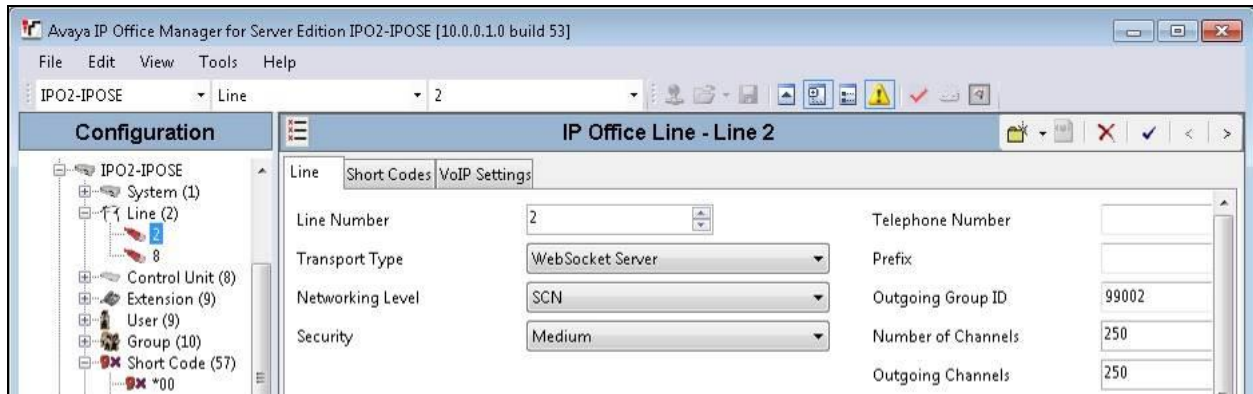 Avaya IP Office Manager for Server Edition IPO2-IPOSE [10.0.0.1.0 build 53]
File Edit View Tools Help
IPO2-IPOSE Line 2
Configuration
IP Office Line - Line 2
IPO2-IPOSE
System (1)
Line (2)
2
8
Control Unit (8)
Extension (9)
User (9)
Group (10)
Short Code (57)
*00
Line Short Codes VoIP Settings
Line Number 2
Transport Type WebSocket Server
Networking Level SCN
Security Medium
Telephone Number
Prefix
Outgoing Group ID 99002
Number of Channels 250
Outgoing Channels 250